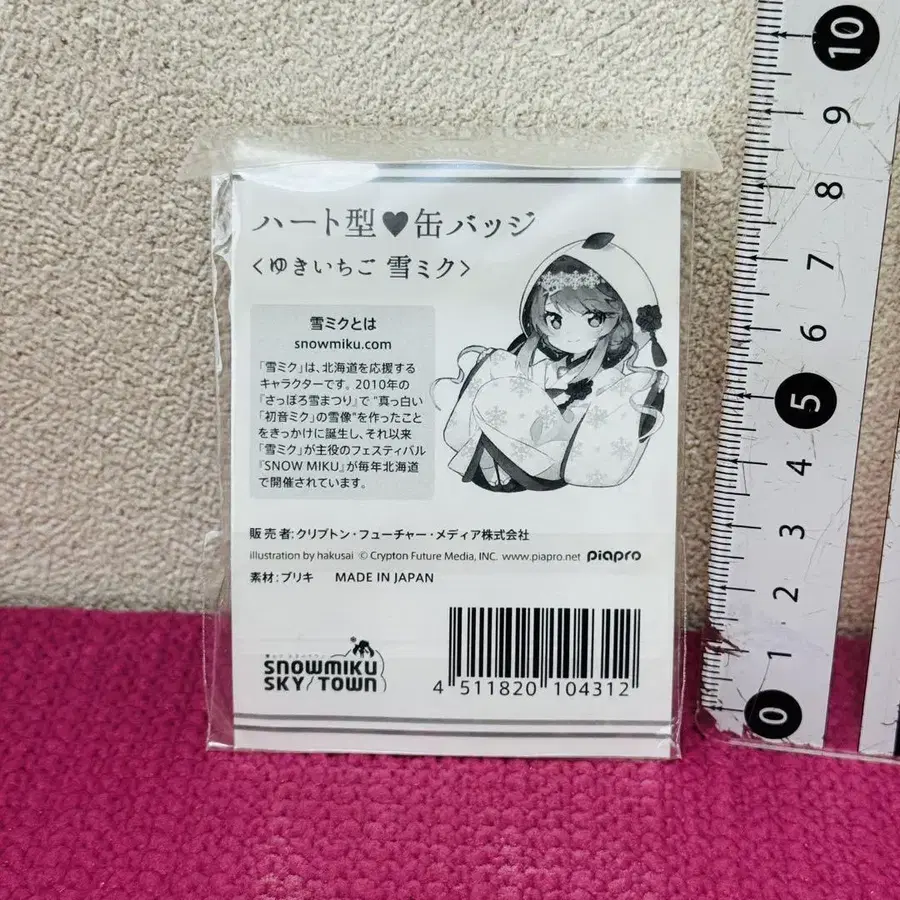 ハート型♥缶バッジ
〈ゆきいちご 雪ミク〉
雪ミクとは
snowmiku.com
「雪ミク」は、北海道を応援する
キャラクターです。2010年の
『さっぽろ雪まつり』で“真っ白い
「初音ミク」の雪像”を作ったこと
をきっかけに誕生し、それ以来
「雪ミク」が主役のフェスティバル
『SNOW MIKU』が毎年北海道
で開催されています。
販売者:クリプトン・フューチャー・メディア株式会社
illustration by hakusai © Crypton Future Media, INC. www.piapro.net piapro
素材:ブリキ MADE IN JAPAN
SNOWMIKU
SKY TOWN
4 511820 104312
10
9
8
7
6
5
4
3
2
1
0